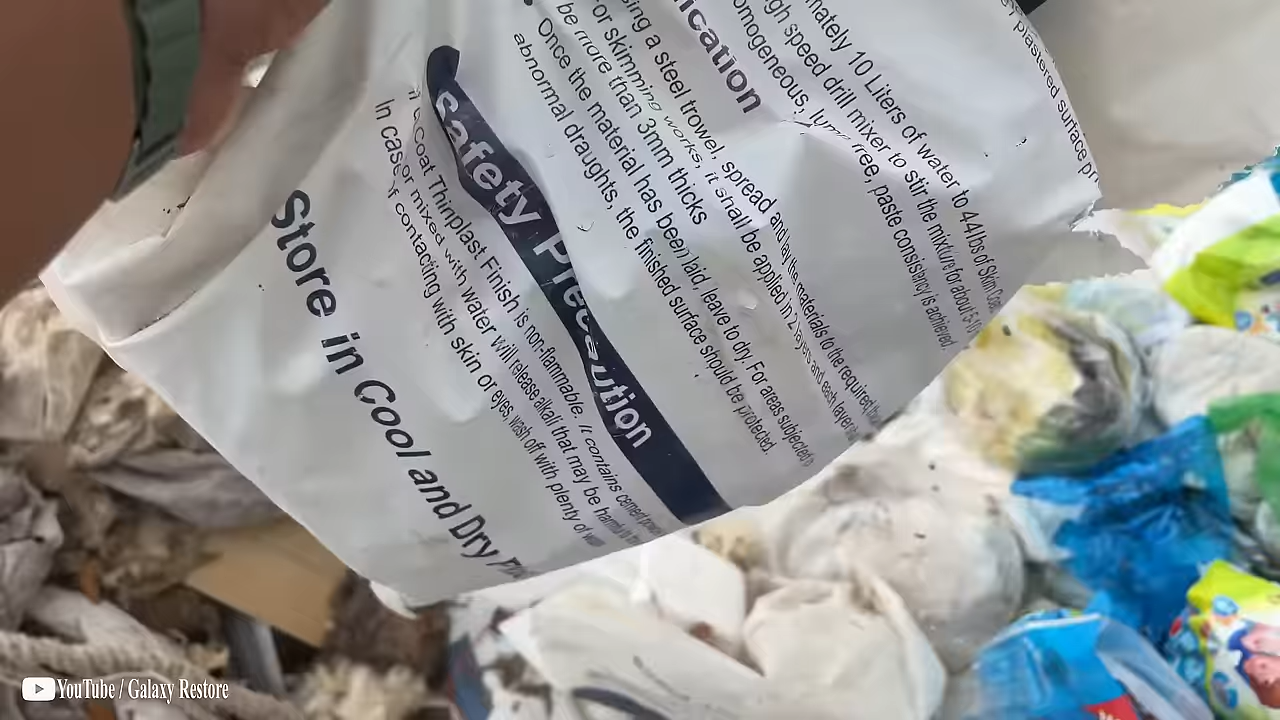 plastered surface
mately 10 Liters of water to 44 lbs of Skim
gh speed drill mixer to stir the mixture for about 5-10
omogeneous, lump free, paste consistency is achieved.
ication
sing a steel trowel, spread and lay the materials to the required
or skimming works, it shall be applied in 2 layers and each layer
be more than 3mm thicks
• Once the material has been laid, leave to dry. For areas subjected
abnormal draughts, the finished surface should be protected.
Safety Precaution
Coat Thinplast Finish is non-flammable. It contains cement
or mixed with water will release alkali that may be
In case of contacting with skin or eyes, wash off with plenty of
Store in Cool and Dry
YouTube / Galaxy Restore